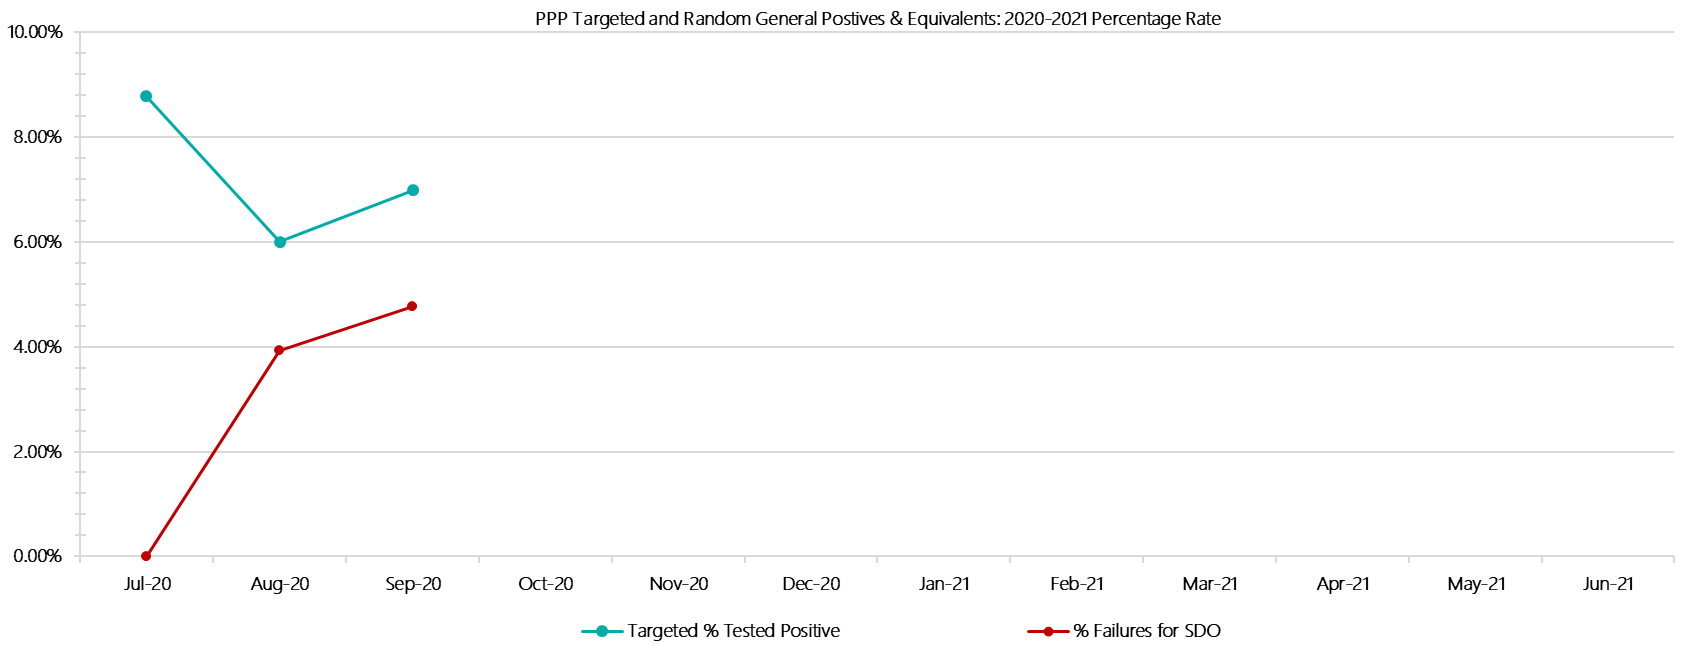 PPP Targeted and Random General Postives & Equivalents: 2020-2021 Percentage Rate
10.00%
8.00%
6.00%
4.00%
2.00%
0.00%
Jul-20 Aug-20 Sep-20 Oct-20 Nov-20 Dec-20 Jan-21 Feb-21 Mar-21 Apr-21 May-21 Jun-21
Targeted % Tested Positive % Failures for SDO